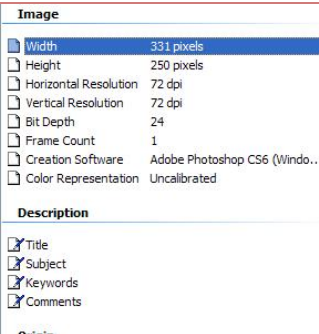 Image
Width 331 pixels
Height 250 pixels
Horizontal Resolution 72 dpi
Vertical Resolution 72 dpi
Bit Depth 24
Frame Count 1
Creation Software Adobe Photoshop CS6 (Windo...
Color Representation Uncalibrated
Description
Title
Subject
Keywords
Comments
Origin